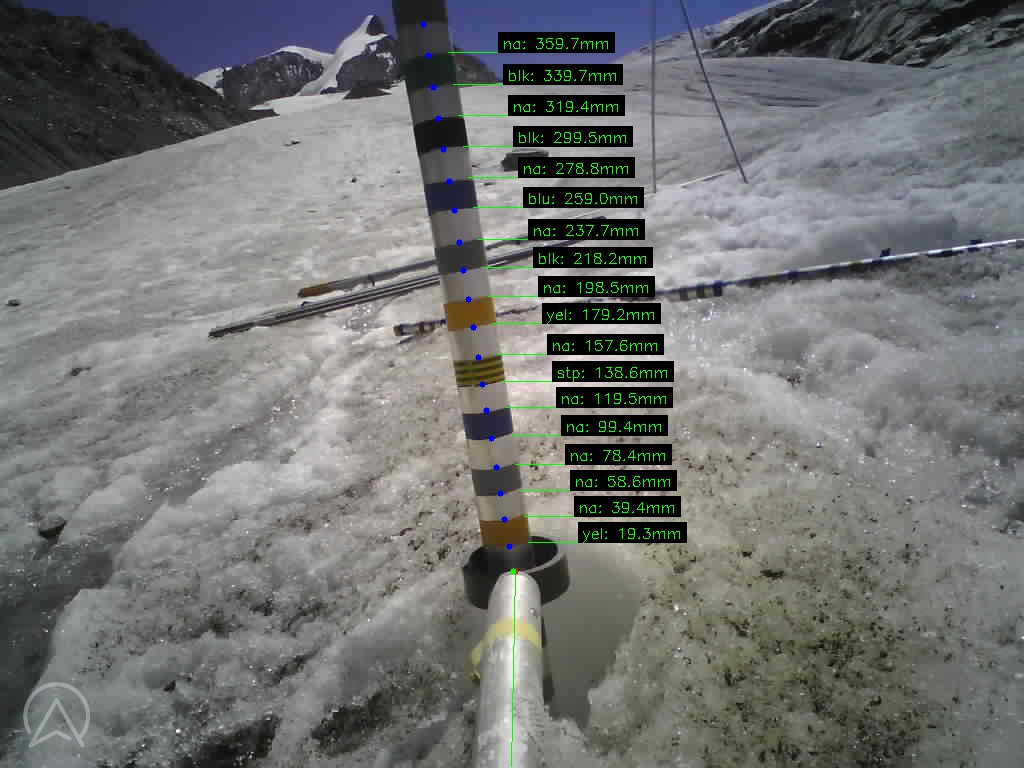 na: 359.7mm
blk: 339.7mm
na: 319.4mm
blk: 299.5mm
na: 278.8mm
blu: 259.0mm
na: 237.7mm
blk: 218.2mm
na: 198.5mm
yel: 179.2mm
na: 157.6mm
stp: 138.6mm
na: 119.5mm
na: 99.4mm
na: 78.4mm
na: 58.6mm
na: 39.4mm
yel: 19.3mm